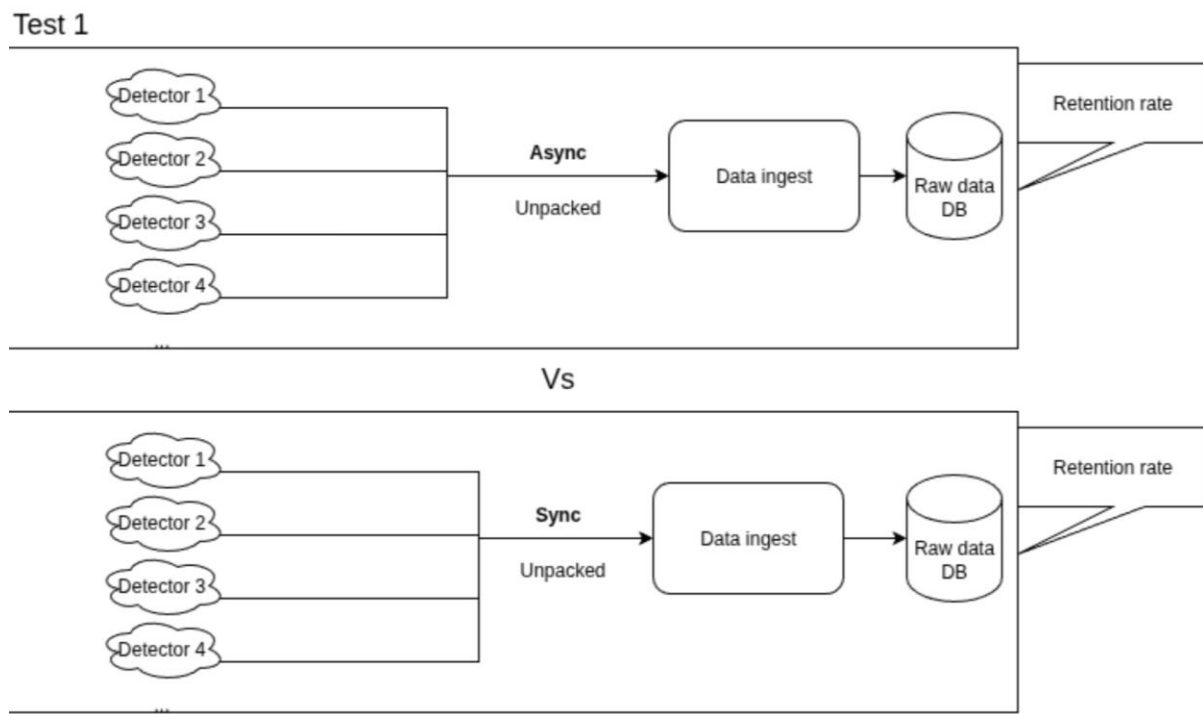 Test 1
Detector 1
Detector 2
Detector 3
Detector 4
...
Async
Unpacked
Data ingest
Raw data
DB
Retention rate
Vs
Detector 1
Detector 2
Detector 3
Detector 4
...
Sync
Unpacked
Data ingest
Raw data
DB
Retention rate